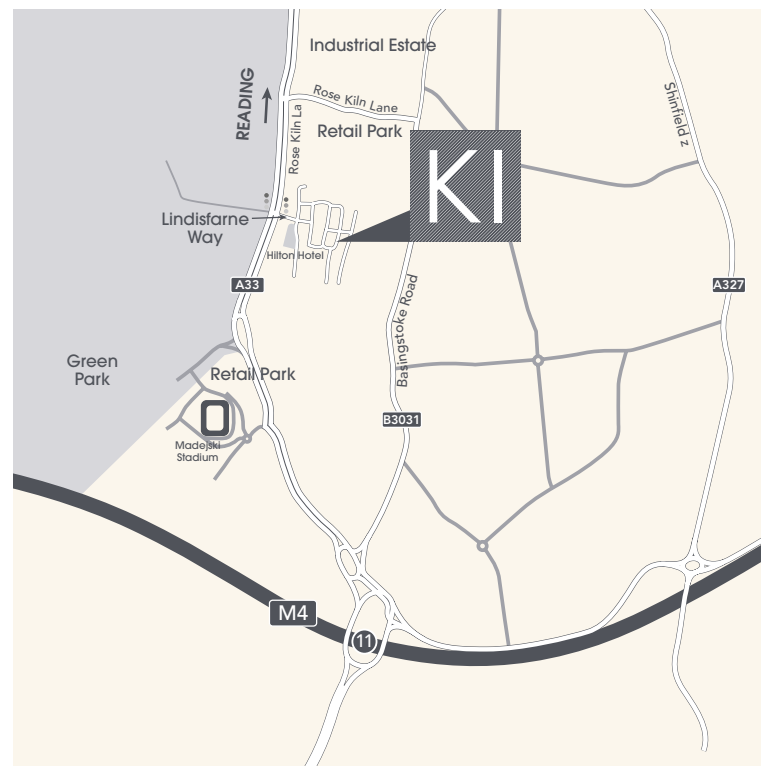 Industrial Estate
READING
Rose Kiln Lane
Rose Kiln La
Retail Park
Shinfield z
KI
Lindisfarne
Way
Hilton Hotel
A33
A327
Basingstoke Road
Green
Park
Retail Park
B3031
Madejski
Stadium
M4
11